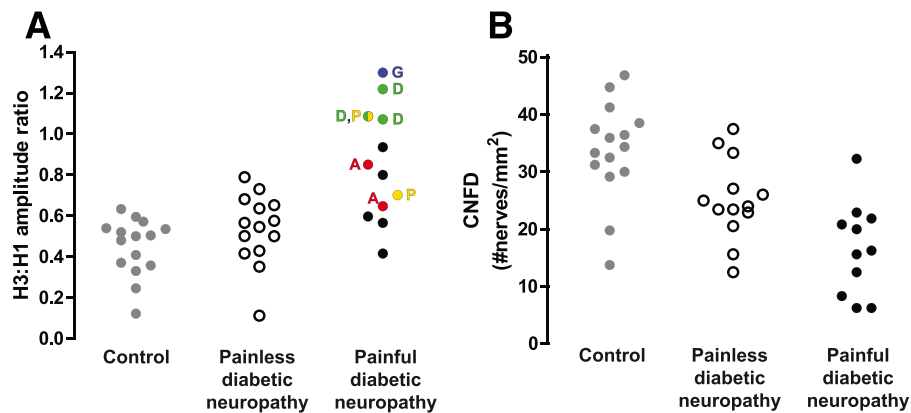 A
H3:H1 amplitude ratio
1.4
1.2
1.0
0.8
0.6
0.4
0.2
0.0
G
D
D,P
D
A
P
A
Control
Painless
diabetic
neuropathy
Painful
diabetic
neuropathy
B
CNFD
(#nerves/mm²)
50
40
30
20
10
0
Control
Painless
diabetic
neuropathy
Painful
diabetic
neuropathy